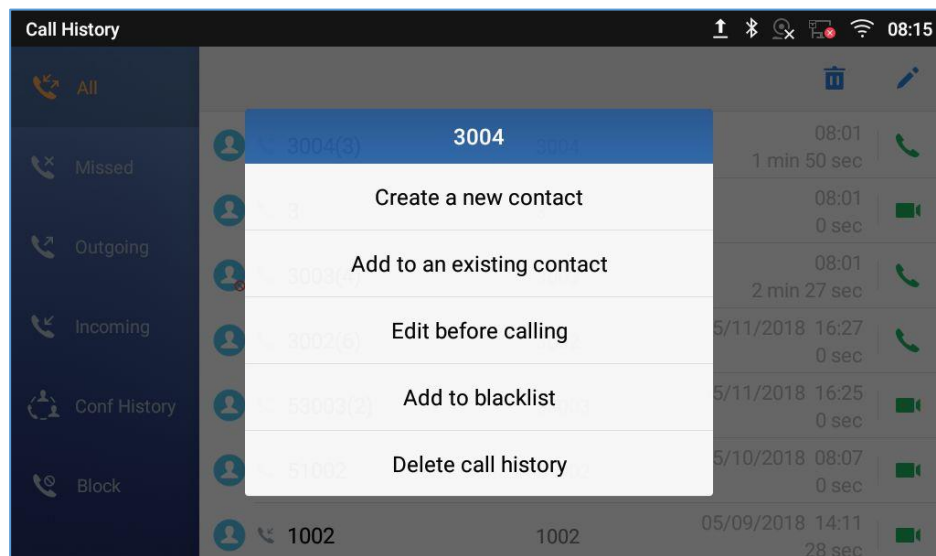 Call History
08:15
All
Missed
Outgoing
Incoming
Conf History
Block
3004
Create a new contact
Add to an existing contact
Edit before calling
Add to blacklist
Delete call history
3004(3) 3004 08:01
1 min 50 sec
3 08:01
0 sec
3003(4) 08:01
2 min 27 sec
3002(6) 5/11/2018 16:27
0 sec
53003(2) 5/11/2018 16:25
0 sec
51002 5/10/2018 08:07
0 sec
1002 1002 05/09/2018 14:11
28 sec